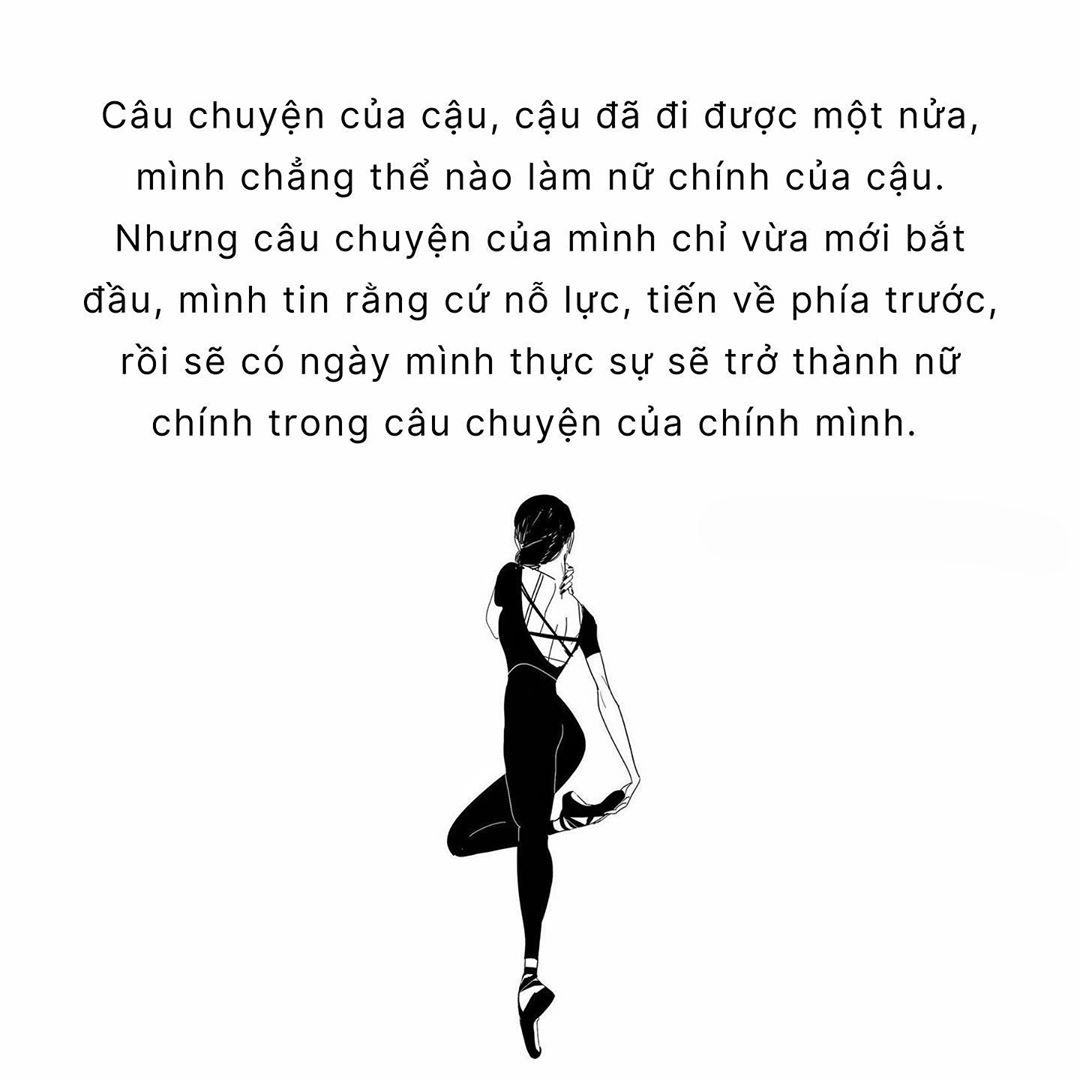 Câu chuyện của cậu, cậu đã đi được một nửa,
mình chẳng thể nào làm nữ chính của cậu.
Nhưng câu chuyện của mình chỉ vừa mới bắt
đầu, mình tin rằng cứ nỗ lực, tiến về phía trước,
rồi sẽ có ngày mình thực sự sẽ trở thành nữ
chính trong câu chuyện của chính mình.